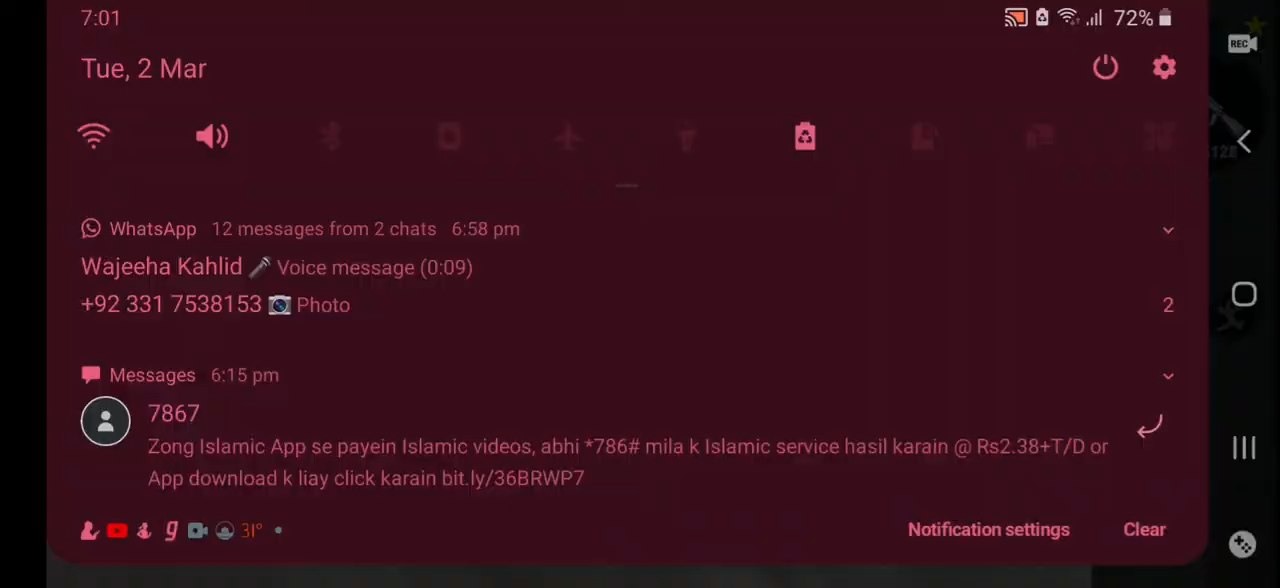 7:01
72%
Tue, 2 Mar
REC
WhatsApp 12 messages from 2 chats 6:58 pm
Wajeeha Kahlid 🎤 Voice message (0:09)
+92 331 7538153 📷 Photo
2
Messages 6:15 pm
7867
Zong Islamic App se payein Islamic videos, abhi *786# mila k Islamic service hasil karain @ Rs2.38+T/D or
App download k liay click karain bit.ly/36BRWP7
g 31° •
Notification settings Clear